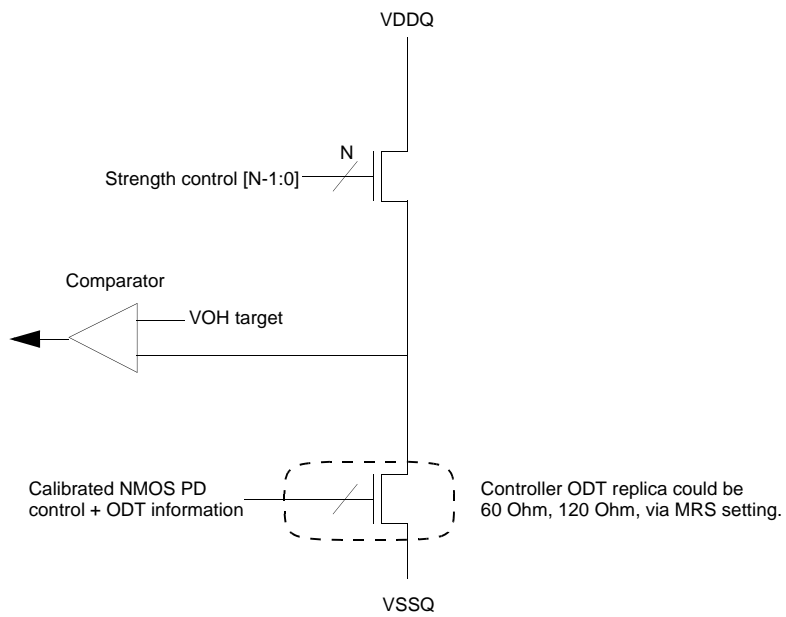 VDDQ
N
Strength control [N-1:0]
Comparator
VOH target
Calibrated NMOS PD
control + ODT information
Controller ODT replica could be
60 Ohm, 120 Ohm, via MRS setting.
VSSQ